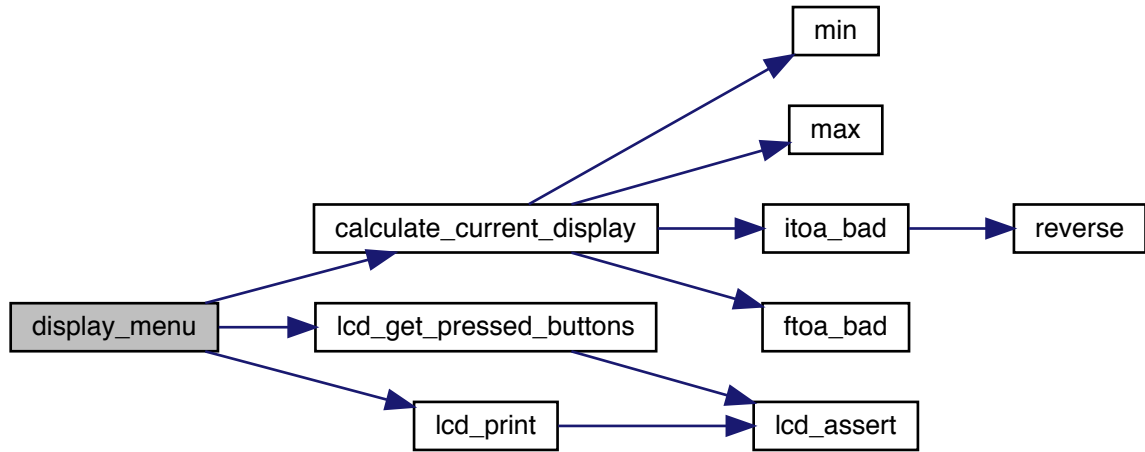 min
max
calculate_current_display
itoa_bad
reverse
display_menu
lcd_get_pressed_buttons
ftoa_bad
lcd_print
lcd_assert